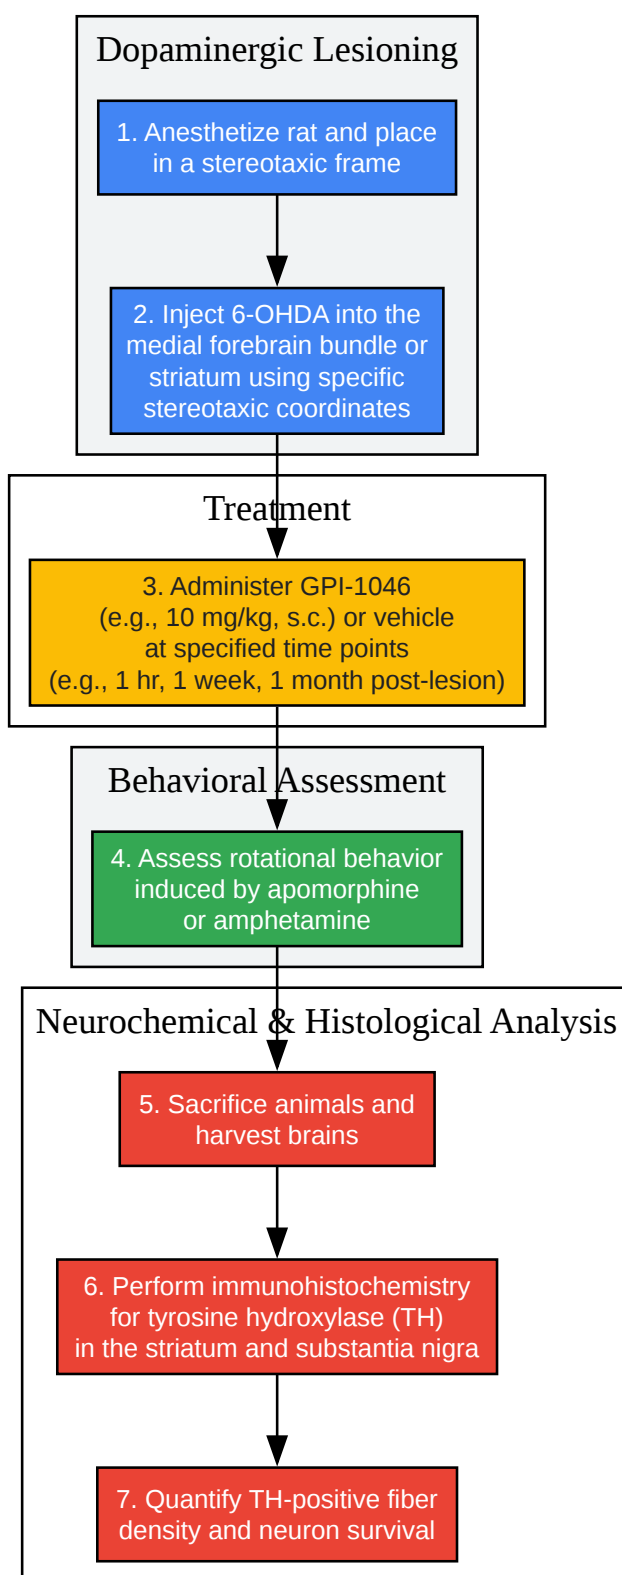 Dopaminergic Lesioning
1. Anesthetize rat and place
in a stereotaxic frame
2. Inject 6-OHDA into the
medial forebrain bundle or
striatum using specific
stereotaxic coordinates
Treatment
3. Administer GPI-1046
(e.g., 10 mg/kg, s.c.) or vehicle
at specified time points
(e.g., 1 hr, 1 week, 1 month post-lesion)
Behavioral Assessment
4. Assess rotational behavior
induced by apomorphine
or amphetamine
Neurochemical & Histological Analysis
5. Sacrifice animals and
harvest brains
6. Perform immunohistochemistry
for tyrosine hydroxylase (TH)
in the striatum and substantia nigra
7. Quantify TH-positive fiber
density and neuron survival